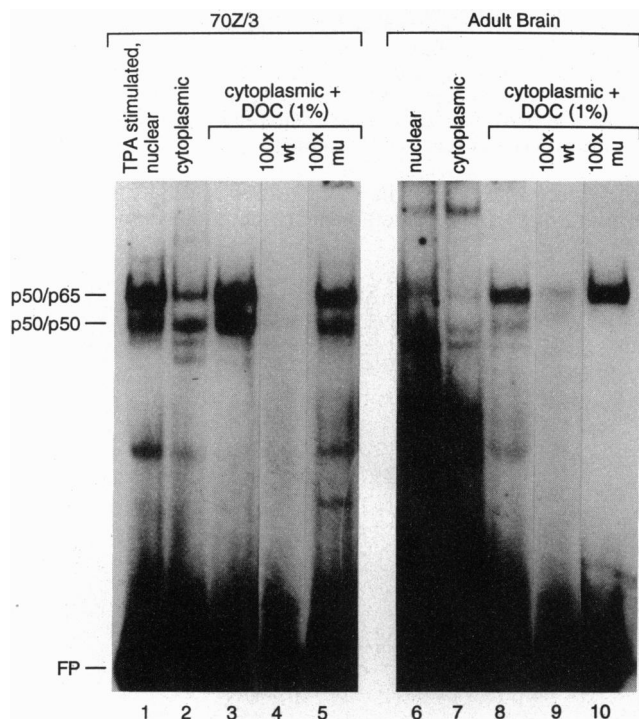 70Z/3
Adult Brain
TPA stimulated,
nuclear
cytoplasmic
cytoplasmic +
DOC (1%)
100x
wt
100x
mu
nuclear
cytoplasmic
cytoplasmic +
DOC (1%)
100x
wt
100x
mu
p50/p65
p50/p50
FP
1 2 3 4 5 6 7 8 9 10